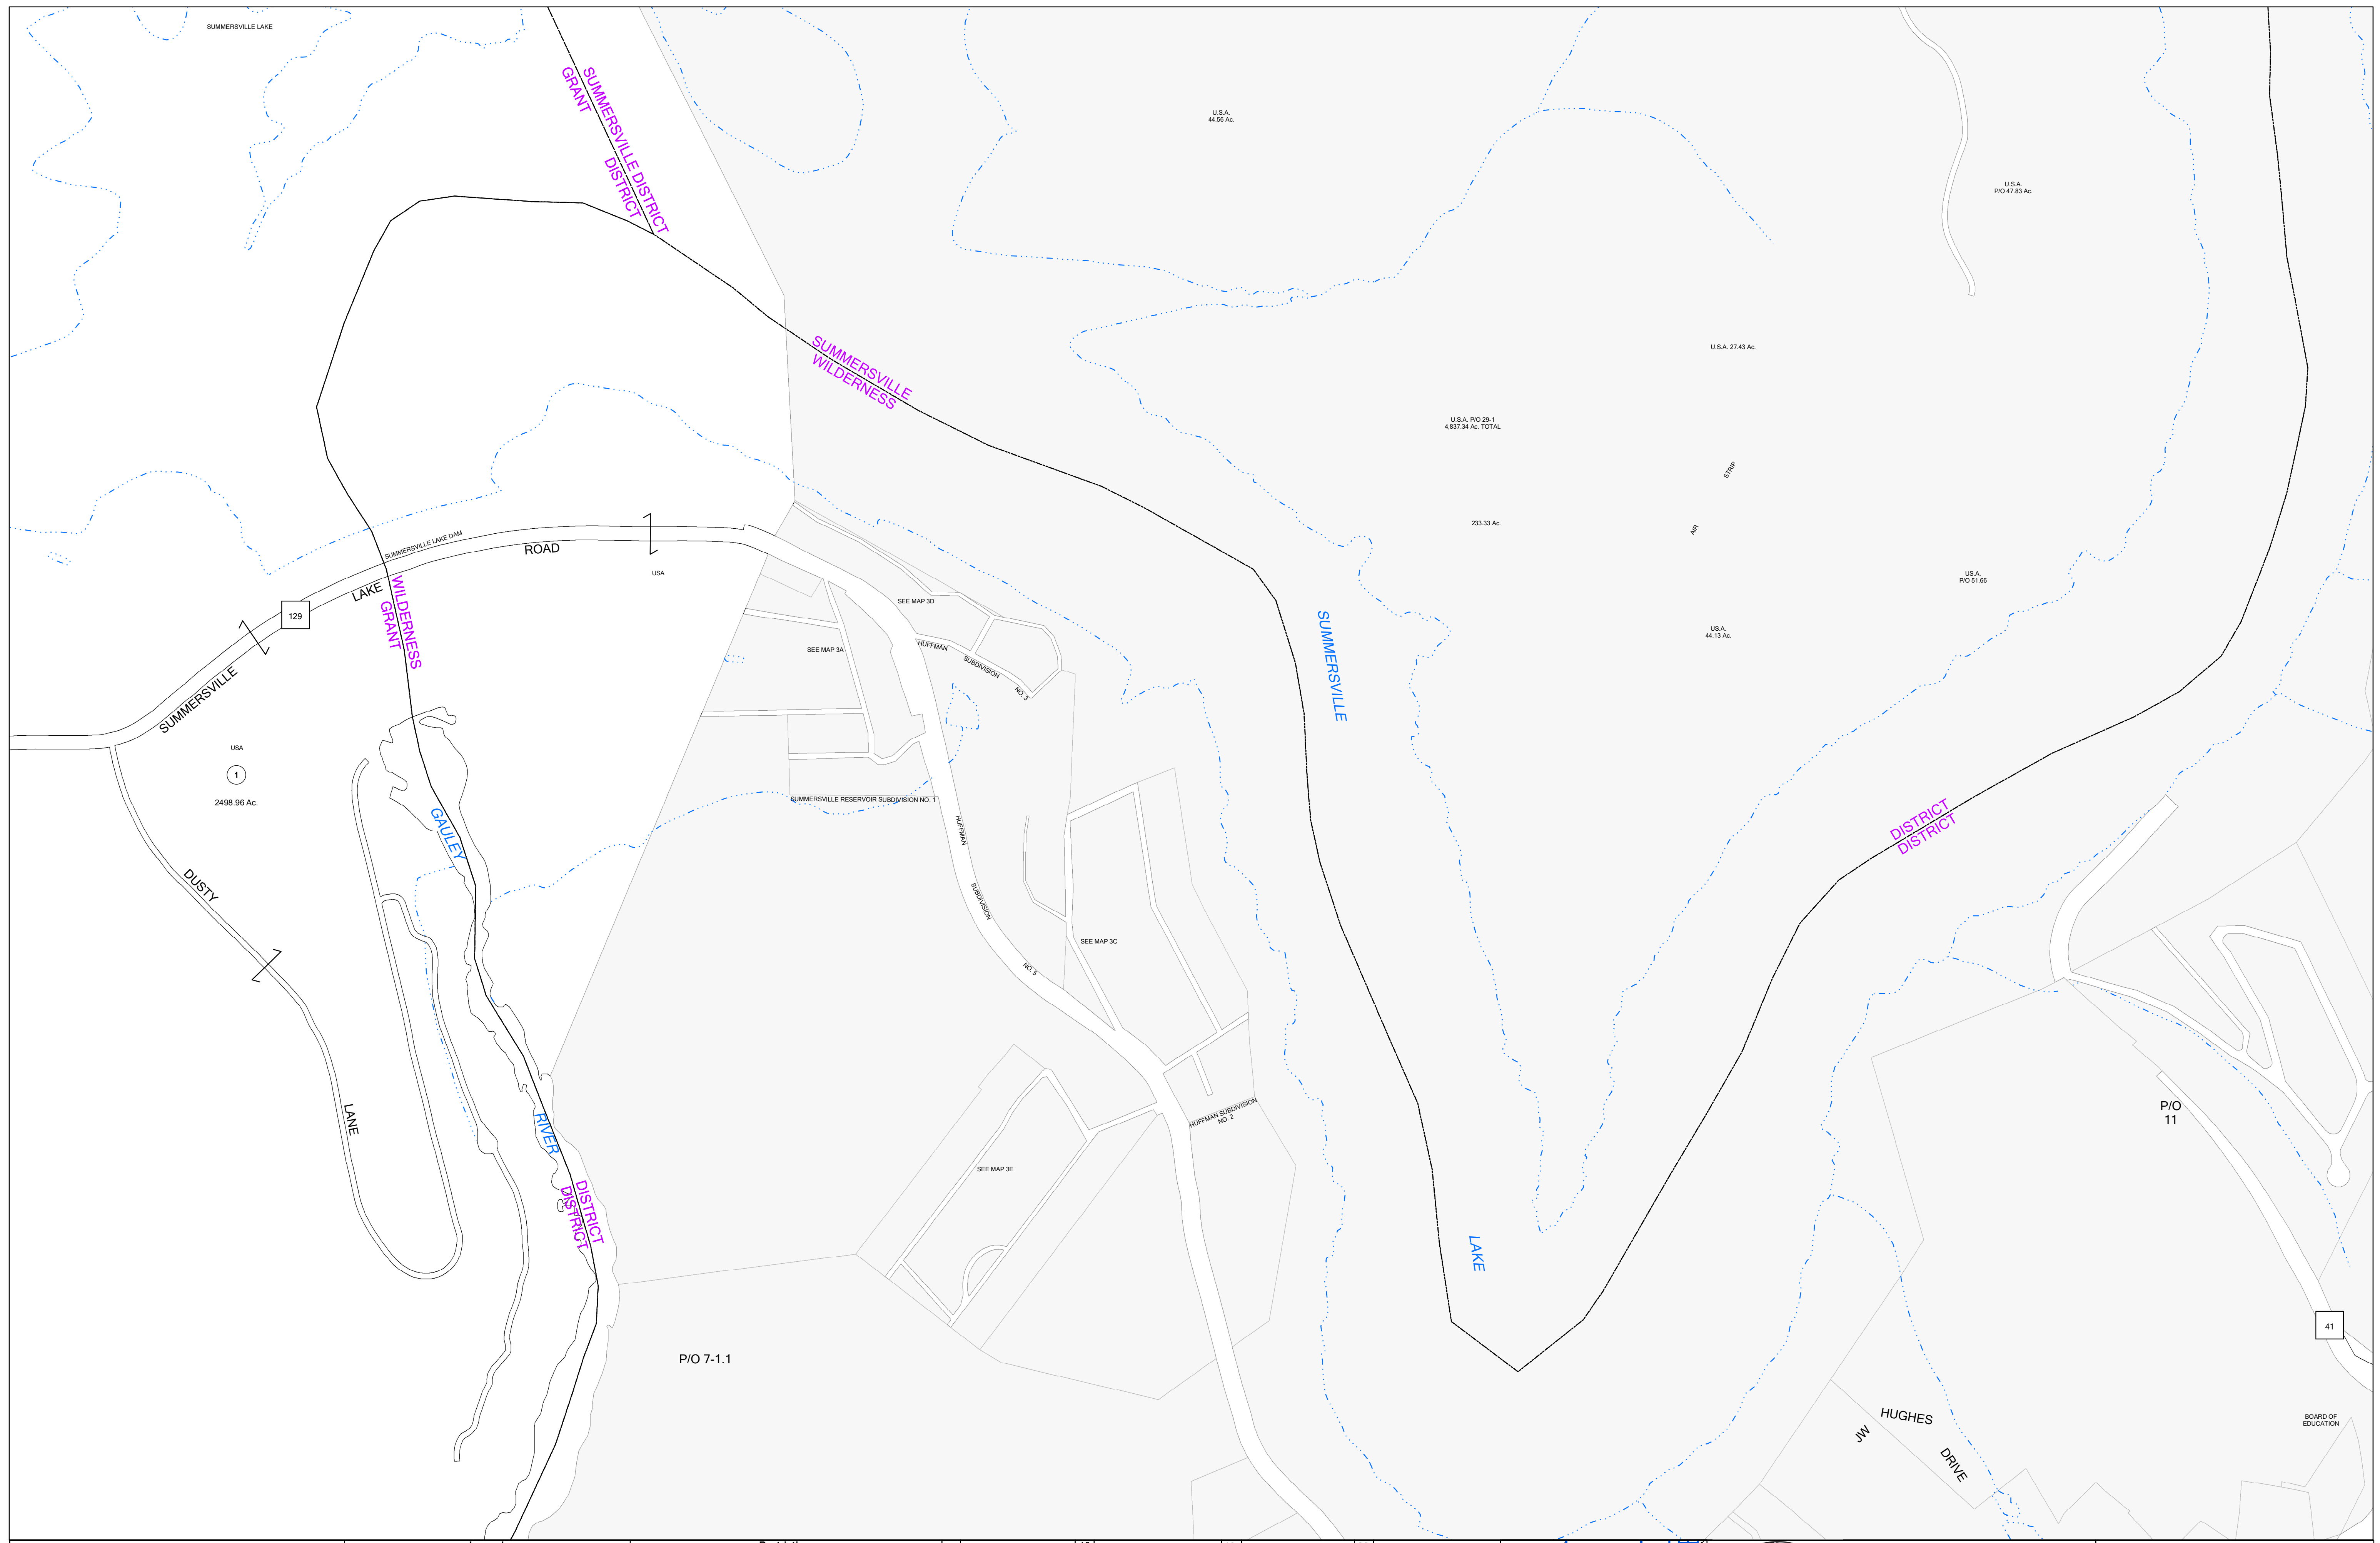 SUMMERSVILLE LAKE
SUMMERSVILLE DISTRICT
GRANT DISTRICT
U.S.A.
44.56 Ac.
U.S.A.
P/O 47.83 Ac.
SUMMERSVILLE
WILDERNESS
U.S.A. 27.43 Ac.
U.S.A. P/O 29-1
4,837.34 Ac. TOTAL
STRIP
AIR
233.33 Ac.
U.S.A.
P/O 51.66
U.S.A.
44.13 Ac.
SUMMERSVILLE LAKE DAM
ROAD
LAKE
SUMMERSVILLE
129
USA
WILDERNESS
GRANT
SEE MAP 3D
SEE MAP 3A
HUFFMAN
SUBDIVISION
NO. 3
SUMMERSVILLE
USA
1
2498.96 Ac.
SUMMERSVILLE RESERVOIR SUBDIVISION NO. 1
GAULEY
HUFFMAN
SUBDIVISION
NO. 5
DISTRICT
DISTRICT
DUSTY
SEE MAP 3C
LANE
RIVER
HUFFMAN SUBDIVISION
NO. 2
P/O
11
SEE MAP 3E
DISTRICT
DISTRICT
LAKE
41
P/O 7-1.1
HUGHES
JW
DRIVE
BOARD OF
EDUCATION